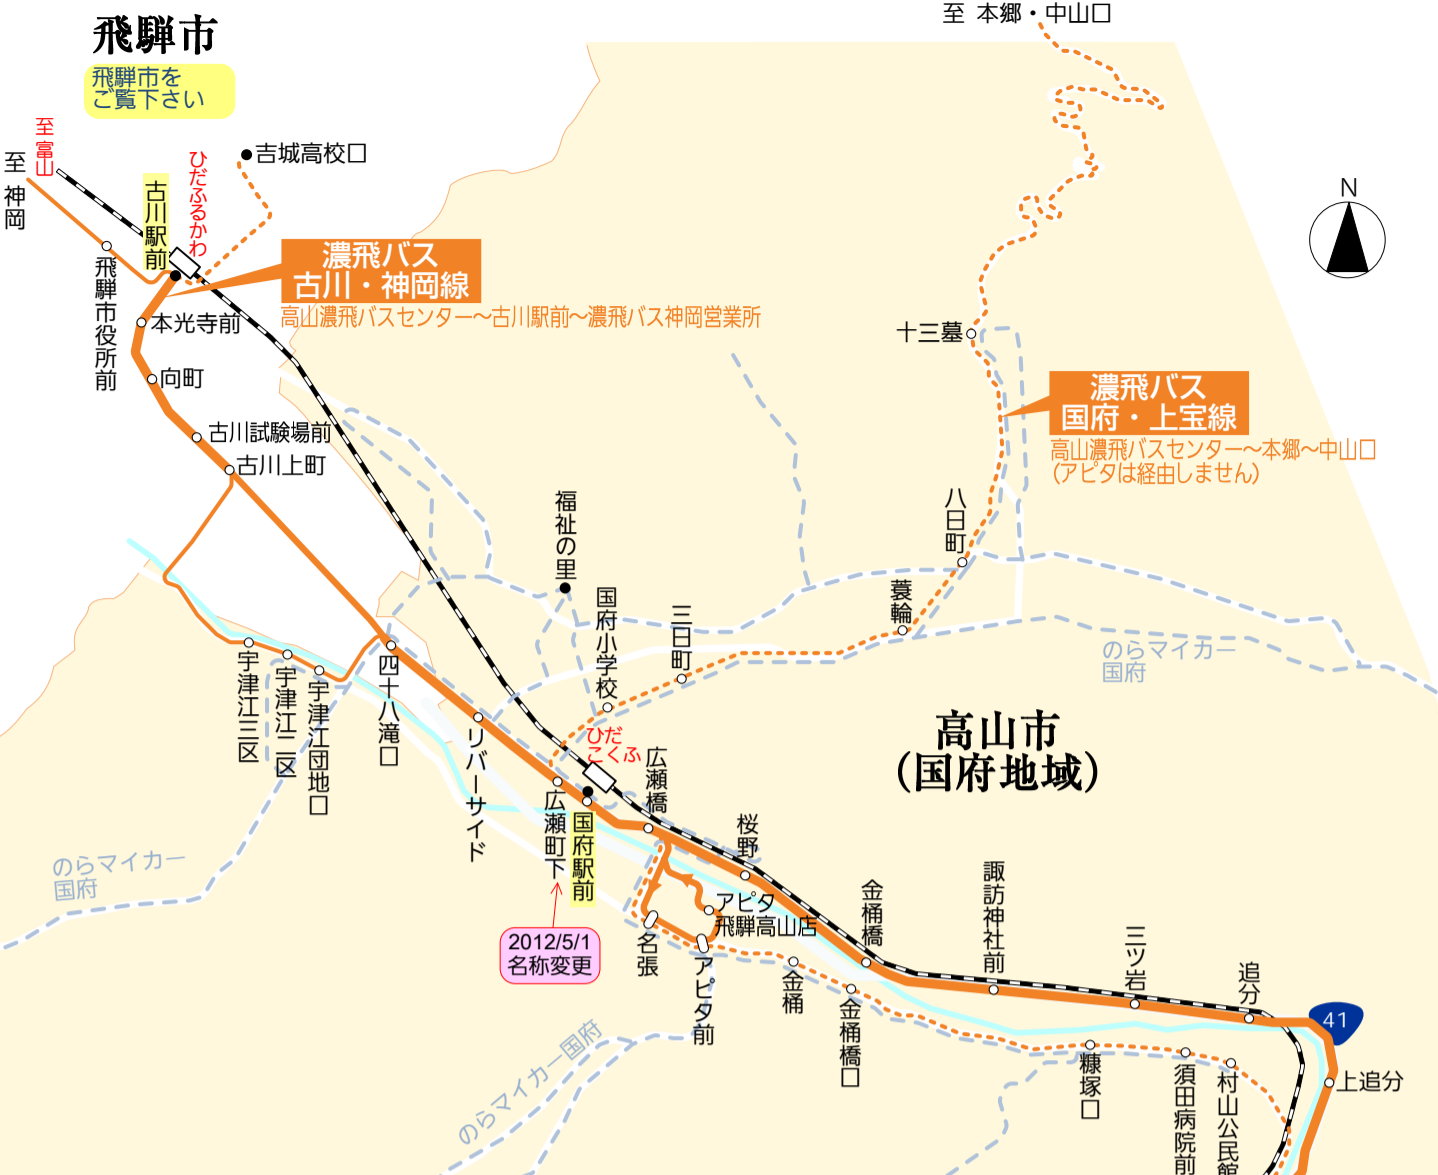 飛騨市
飛騨市を
ご覧下さい
至 本郷・中山口
至 富山
至 神岡
ひだふるかわ
古川駅前
吉城高校口
N
飛騨市役所前
濃飛バス
古川・神岡線
高山濃飛バスセンター〜古川駅前〜濃飛バス神岡営業所
本光寺前
向町
古川試験場前
古川上町
十三墓
濃飛バス
国府・上宝線
高山濃飛バスセンター〜本郷〜中山口
(アピタは経由しません)
八日町
蓑輪
福祉の里
国府小学校
三日町
のらマイカー
国府
宇津江三区
宇津江二区
宇津江団地口
四十八滝口
リバーサイド
ひだ
こくふ
広瀬町下
国府駅前
広瀬橋
桜野
高山市
(国府地域)
のらマイカー
国府
2012/5/1
名称変更
アピタ
飛騨高山店
名張
アピタ前
金桶
金桶橋
金桶橋口
諏訪神社前
三ツ岩
追分
41
上追分
糠塚口
須田病院前
村山公民館
のらマイカー国府